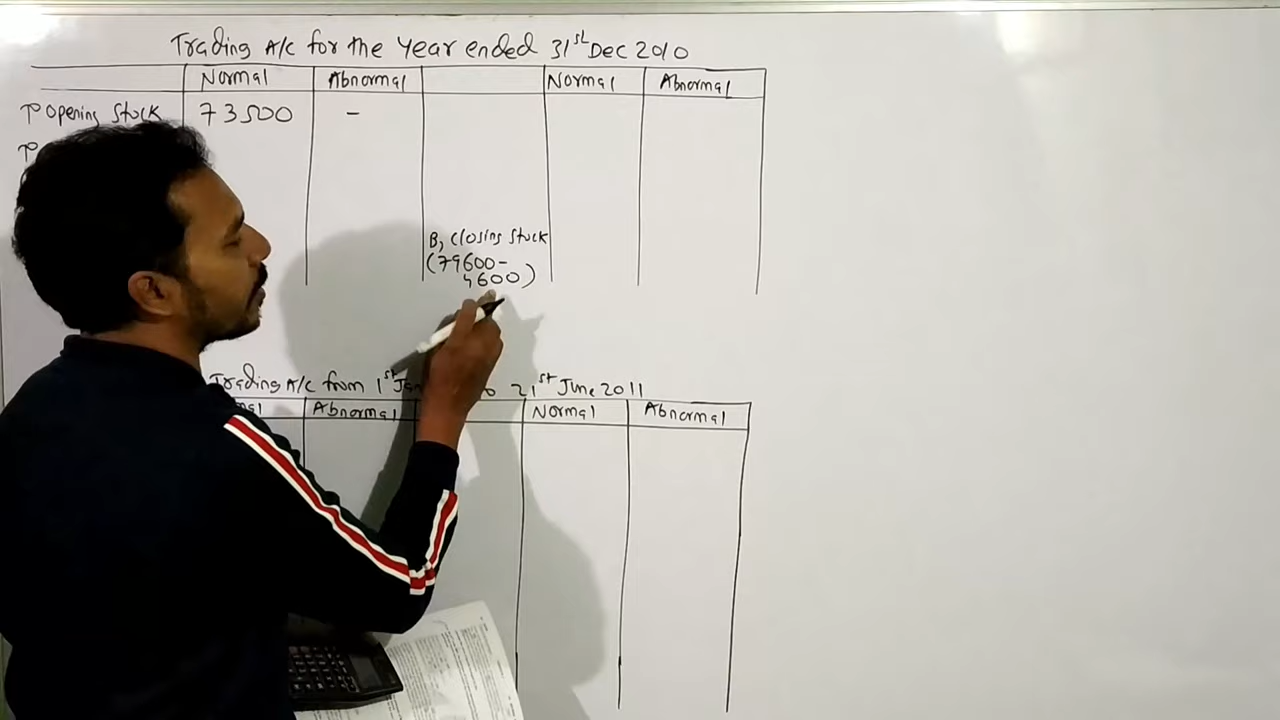 Trading A/c for the Year ended 31st Dec 2010
Normal Abnormal Normal Abnormal
To Opening Stock 73500 -
To
By closing stock
(79600-
4600)
Trading A/c from 1st Jan to 21st June 2011
Abnormal Normal Abnormal